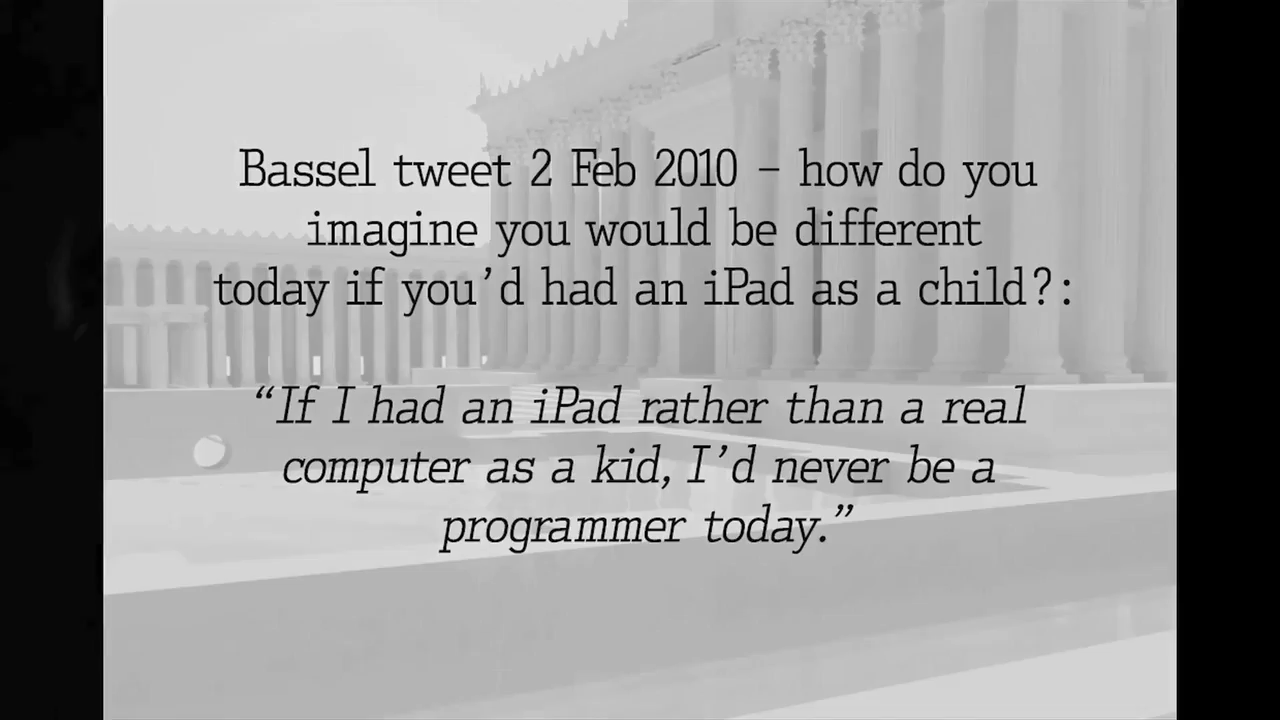 Bassel tweet 2 Feb 2010 – how do you
imagine you would be different
today if you’d had an iPad as a child?:
“If I had an iPad rather than a real
computer as a kid, I’d never be a
programmer today.”